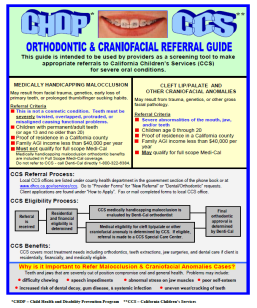 CHDP * CCS **
ORTHODONTIC & CRANIOFACIAL REFERRAL GUIDE
This guide is intended to be used by providers as a screening tool to make
appropriate referrals to California Children's Services (CCS)
for severe oral conditions.
MEDICALLY HANDICAPPING MALOCCLUSION
May result from facial trauma, genetics, early loss of
primary teeth, or prolonged thumb/finger sucking habits.
Referral Criteria
This is not a cosmetic condition. Teeth must be
severely twisted, overlapped, protruded, or
misaligned causing functional problems.
Children with permanent/adult teeth
(or age 13 and no older than 20)
Proof of residence in a California county
Family AGI income less than $40,000 per year
Must not qualify for full scope Medi-Cal
Medically handicapping malocclusion orthodontic benefits
are included in Full Scope Medi-Cal coverage.
Do not refer to CCS - call Denti-Cal directly 1-800-322-6384
CLEFT LIP/PALATE AND
OTHER CRANIOFACIAL ANOMALIES
May result from trauma, genetics, or other gross
facial pathology.
Referral Criteria
Severe abnormalities of the mouth, jaw,
and/or teeth
Children age 0 through 20
Proof of residence in a California county
Family AGI income less than $40,000 per
year
May qualify for full scope Medi-Cal
CCS Referral Process:
Local CCS offices are listed under county health department in the government section of the phone book or at
www.dhcs.ca.gov/services/ccs. Go to "Provider Forms" for "New Referral" or "Dental/Orthodontic" requests.
Client applications are found under "How to Apply." Fax or mail completed forms to local CCS office.
CCS Eligibility Process:
Referral
is
received
Residential
and financial
eligibility is
determined
CCS medically handicapping malocclusion is
evaluated by Denti-Cal orthodontist
Medical eligibility for cleft lip/palate or other
craniofacial anomaly is determined by CCS. If eligible,
referral is made to a CCS Special Care Center.
Final
orthodontic
approval is
determined
by Denti-Cal
CCS Benefits:
CCS covers most treatment needs including orthodontics, teeth extractions, jaw surgeries, and dental care if client is
residentially, financially, and medically eligible.
Why is it Important to Refer Malocclusion & Craniofacial Anomalies Cases?
Teeth and jaws that are severely out of position compromise oral and general health. Problems may include:
difficulty chewing speech impediments abnormal stress on jaw muscles poor self-esteem
increased risk of dental decay, gum disease, & systemic infection uneven wearing of teeth
*CHDP - Child Health and Disability Prevention Program **CCS - California Children's Services